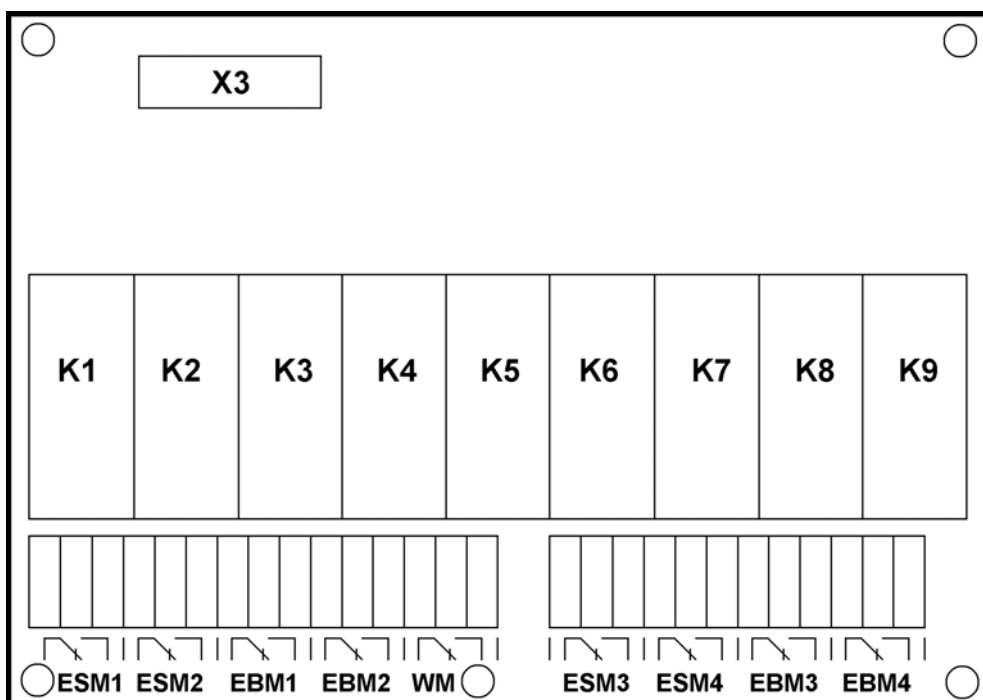 X3
K1 K2 K3 K4 K5 K6 K7 K8 K9
ESM1 ESM2 EBM1 EBM2 WM ESM3 ESM4 EBM3 EBM4